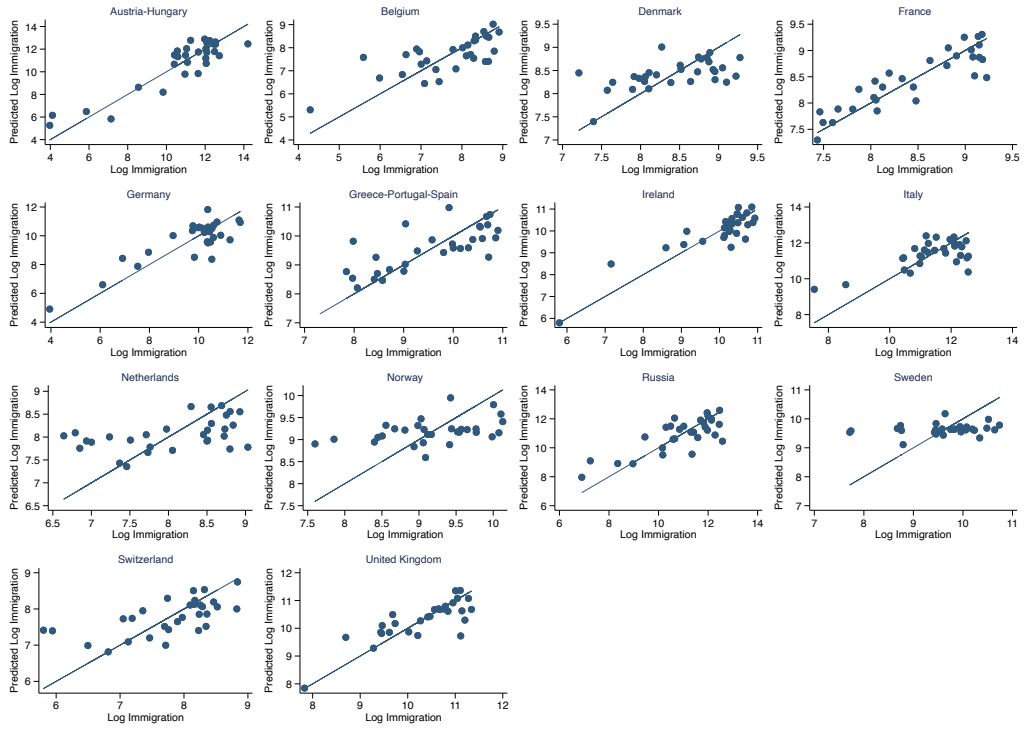 Austria-Hungary
Predicted Log Immigration
14
12
10
8
6
4
4 6 8 10 12 14
Log Immigration
Belgium
Predicted Log Immigration
9
8
7
6
5
4
4 5 6 7 8 9
Log Immigration
Denmark
Predicted Log Immigration
9.5
9
8.5
8
7.5
7
7 7.5 8 8.5 9 9.5
Log Immigration
France
Predicted Log Immigration
9.5
9
8.5
8
7.5
7.5 8 8.5 9 9.5
Log Immigration
Germany
Predicted Log Immigration
12
10
8
6
4
4 6 8 10 12
Log Immigration
Greece-Portugal-Spain
Predicted Log Immigration
11
10
9
8
7
7 8 9 10 11
Log Immigration
Ireland
Predicted Log Immigration
11
10
9
8
7
6
6 7 8 9 10 11
Log Immigration
Italy
Predicted Log Immigration
14
12
10
8
8 10 12 14
Log Immigration
Netherlands
Predicted Log Immigration
9
8.5
8
7.5
7
6.5
6.5 7 7.5 8 8.5 9
Log Immigration
Norway
Predicted Log Immigration
10
9.5
9
8.5
8
7.5
7.5 8 8.5 9 9.5 10
Log Immigration
Russia
Predicted Log Immigration
14
12
10
8
6
6 8 10 12 14
Log Immigration
Sweden
Predicted Log Immigration
11
10
9
8
7
7 8 9 10 11
Log Immigration
Switzerland
Predicted Log Immigration
9
8
7
6
6 7 8 9
Log Immigration
United Kingdom
Predicted Log Immigration
12
11
10
9
8
8 9 10 11 12
Log Immigration